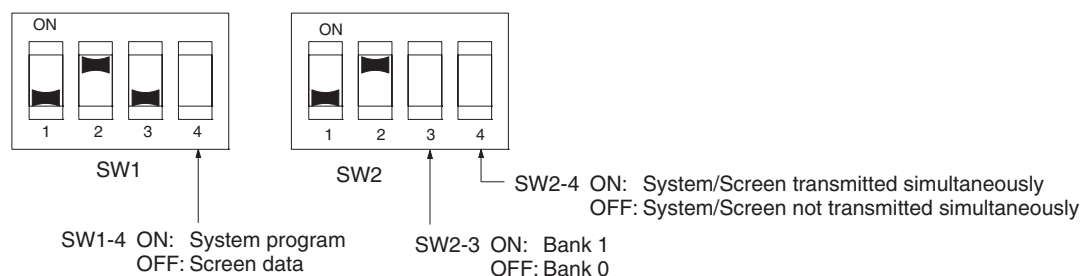 ON
1 2 3 4
SW1
ON
1 2 3 4
SW2
SW2-4 ON: System/Screen transmitted simultaneously
OFF: System/Screen not transmitted simultaneously
SW1-4 ON: System program
OFF: Screen data
SW2-3 ON: Bank 1
OFF: Bank 0